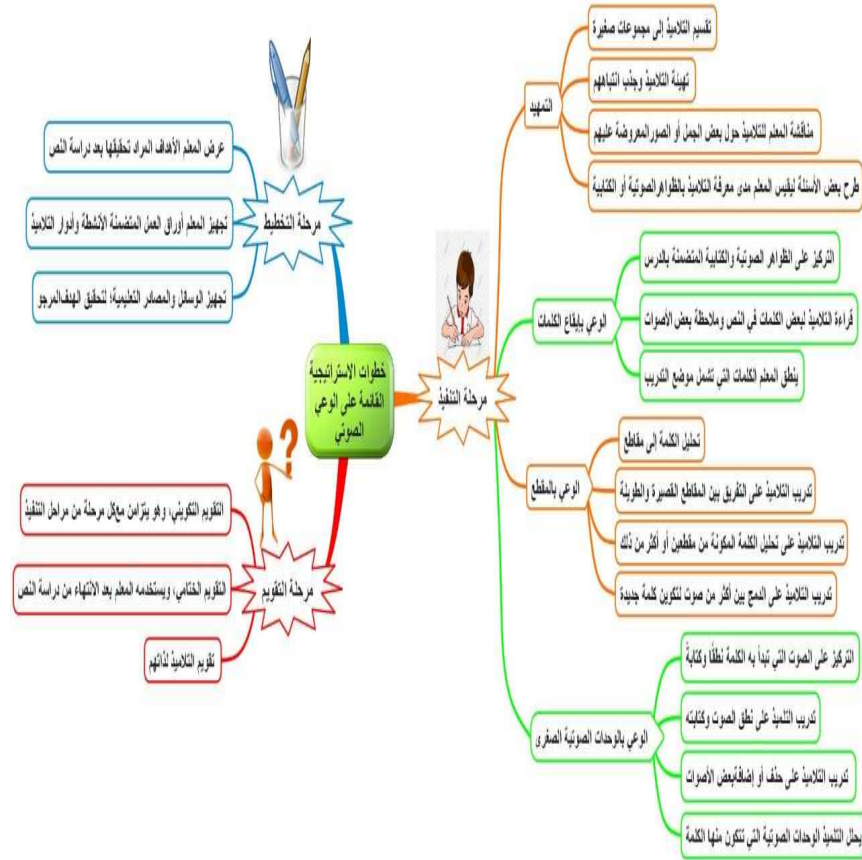 خطوات الاستراتيجية
القائمة على الوعي
الصوتي
مرحلة التخطيط
عرض المعلم الأهداف المراد تحقيقها بعد دراسة النص
تجهيز المعلم أوراق العمل المتضمنة الأنشطة وأدوار التلاميذ
تجهيز الوسائل والمصادر التعليمية؛ لتحقيق الهدف المرجو
مرحلة التنفيذ
التمهيد
تقسيم التلاميذ إلى مجموعات صغيرة
تهيئة التلاميذ وجذب انتباههم
مناقشة المعلم للتلاميذ حول بعض الجمل أو الصور المعروضة عليهم
طرح بعض الأسئلة ليقيس المعلم مدى معرفة التلاميذ بالظواهر الصوتية أو الكتابية
الوعي بإيقاع الكلمات
التركيز على الظواهر الصوتية والكتابية المتضمنة بالدرس
قراءة التلاميذ لبعض الكلمات في النص وملاحظة بعض الأصوات
ينطق المعلم الكلمات التي تشمل موضع التدريب
الوعي بالمقطع
تحليل الكلمة إلى مقاطع
تدريب التلاميذ على التفريق بين المقاطع القصيرة والطويلة
تدريب التلاميذ على تحليل الكلمة المكونة من مقطعين أو أكثر من ذلك
تدريب التلاميذ على الدمج بين أكثر من صوت لتكوين كلمة جديدة
الوعي بالوحدات الصوتية الصغرى
التركيز على الصوت التي تبدأ به الكلمة نطقًا وكتابةً
تدريب التلميذ على نطق الصوت وكتابته
تدريب التلاميذ على حذف أو إضافة بعض الأصوات
يحلل التلميذ الوحدات الصوتية التي تتكون منها الكلمة
مرحلة التقويم
التقويم التكويني، وهو يتزامن مع كل مرحلة من مراحل التنفيذ
التقويم الختامي، ويستخدمه المعلم بعد الانتهاء من دراسة النص
تقويم التلاميذ لذاتهم